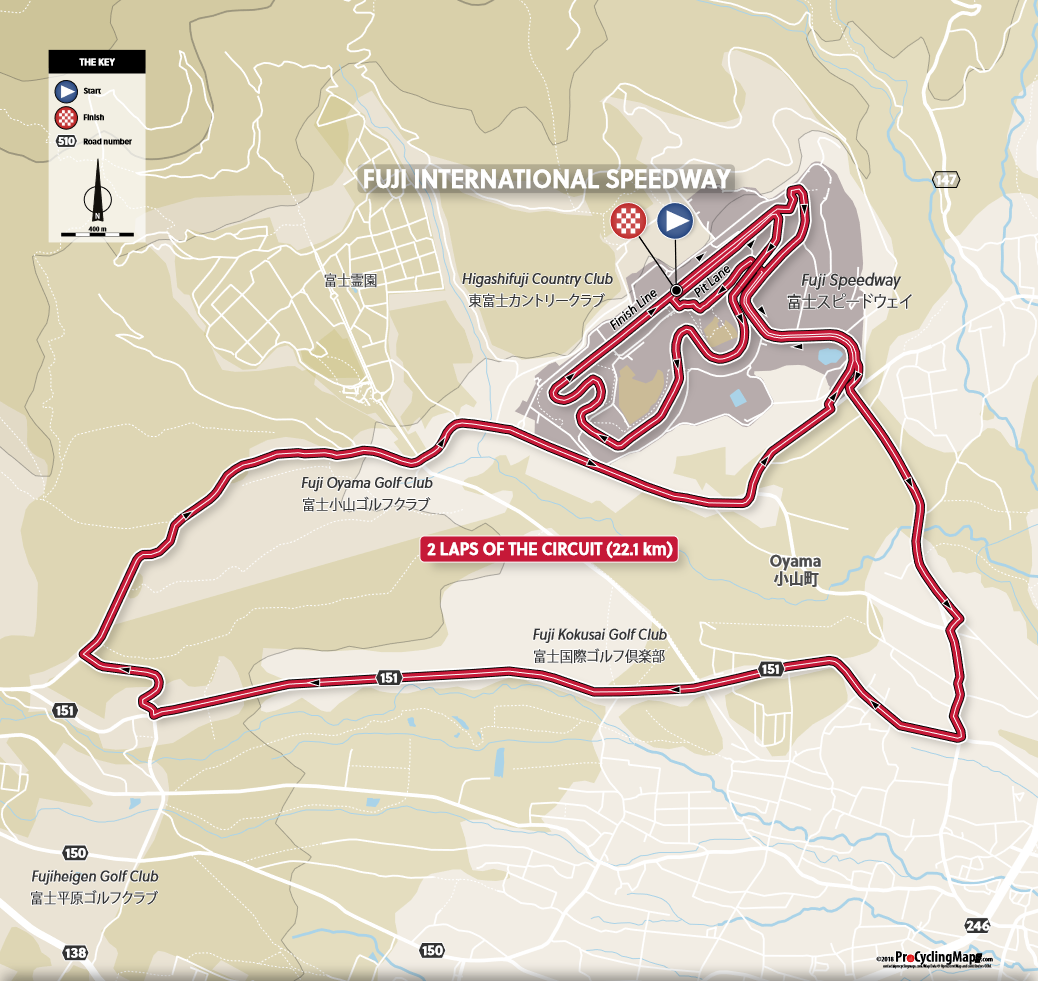 THE KEY
Start
Finish
510 Road number
N
400 m
FUJI INTERNATIONAL SPEEDWAY
147
富士霊園
Higashifuji Country Club
東富士カントリークラブ
Finish Line
Pit Lane
Fuji Speedway
富士スピードウェイ
Fuji Oyama Golf Club
富士小山ゴルフクラブ
2 LAPS OF THE CIRCUIT (22.1 km)
Oyama
小山町
Fuji Kokusai Golf Club
富士国際ゴルフ倶楽部
151
151
151
150
Fujiheigen Golf Club
富士平原ゴルフクラブ
138
150
246
©2018 ProCyclingMaps.com